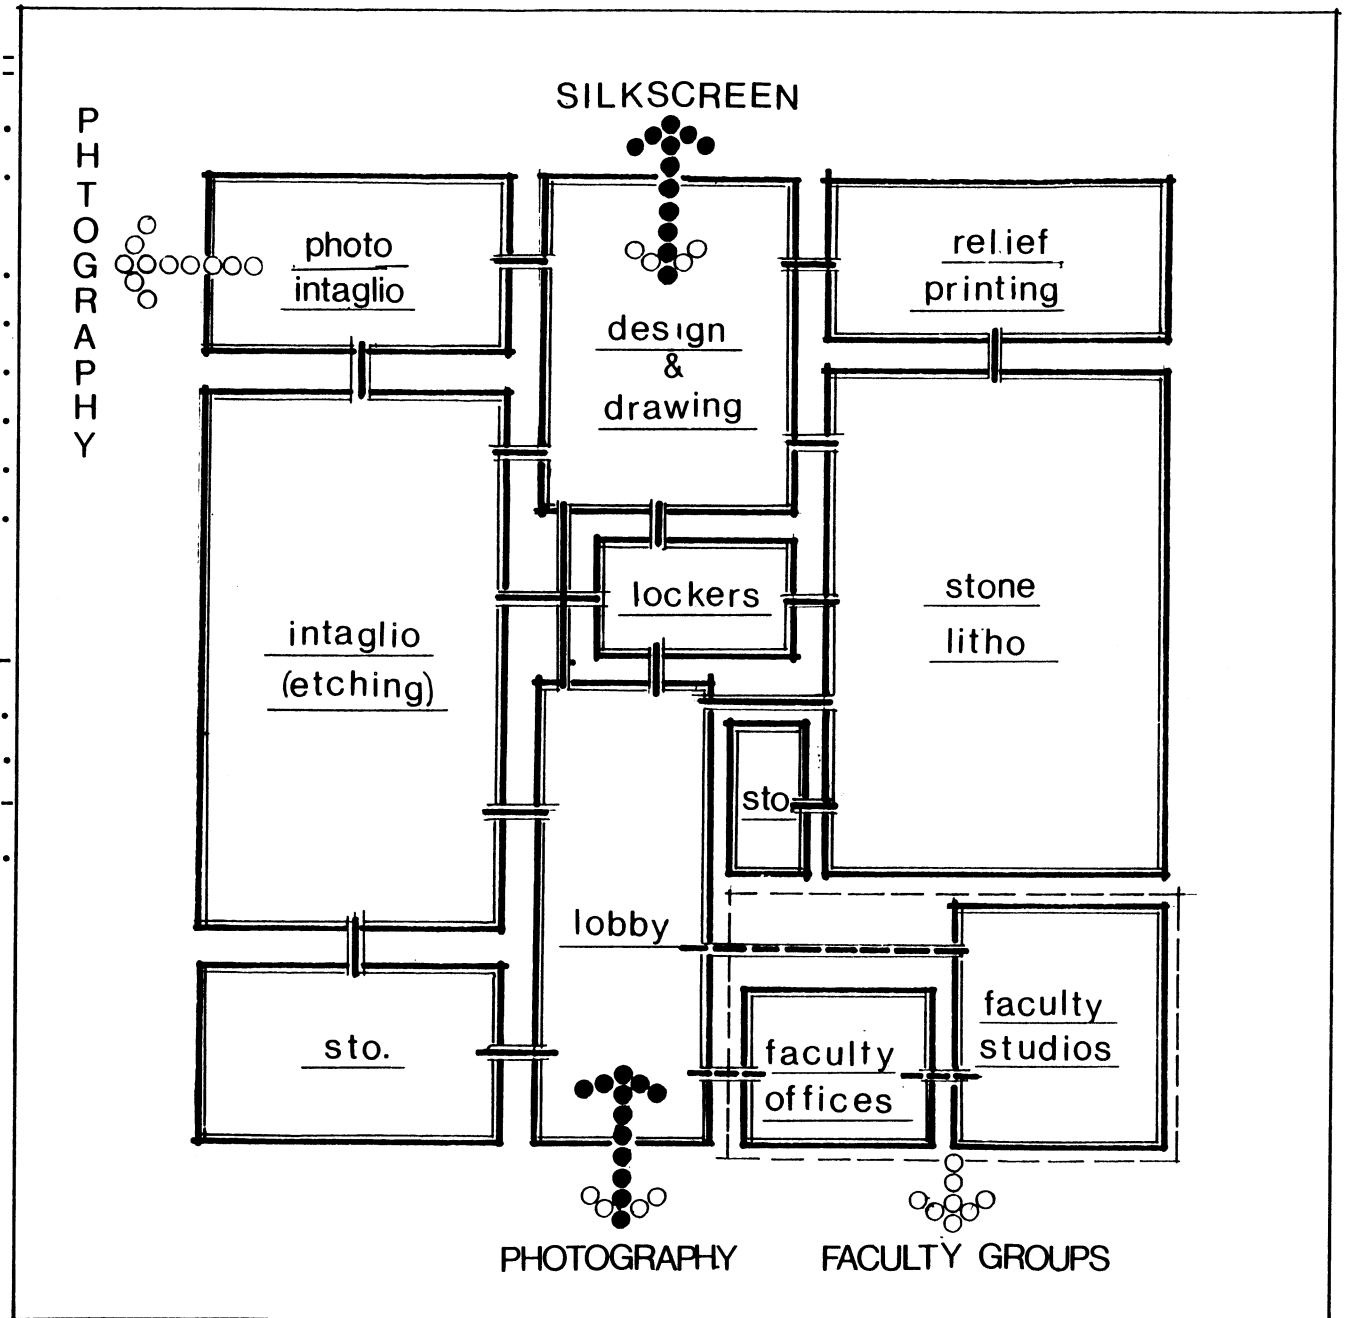 SILKSCREEN
PHTOGRAPHY
photo
intaglio
design
&
drawing
relief
printing
lockers
stone
litho
intaglio
(etching)
sto.
lobby
sto.
faculty
offices
faculty
studios
PHOTOGRAPHY
FACULTY GROUPS